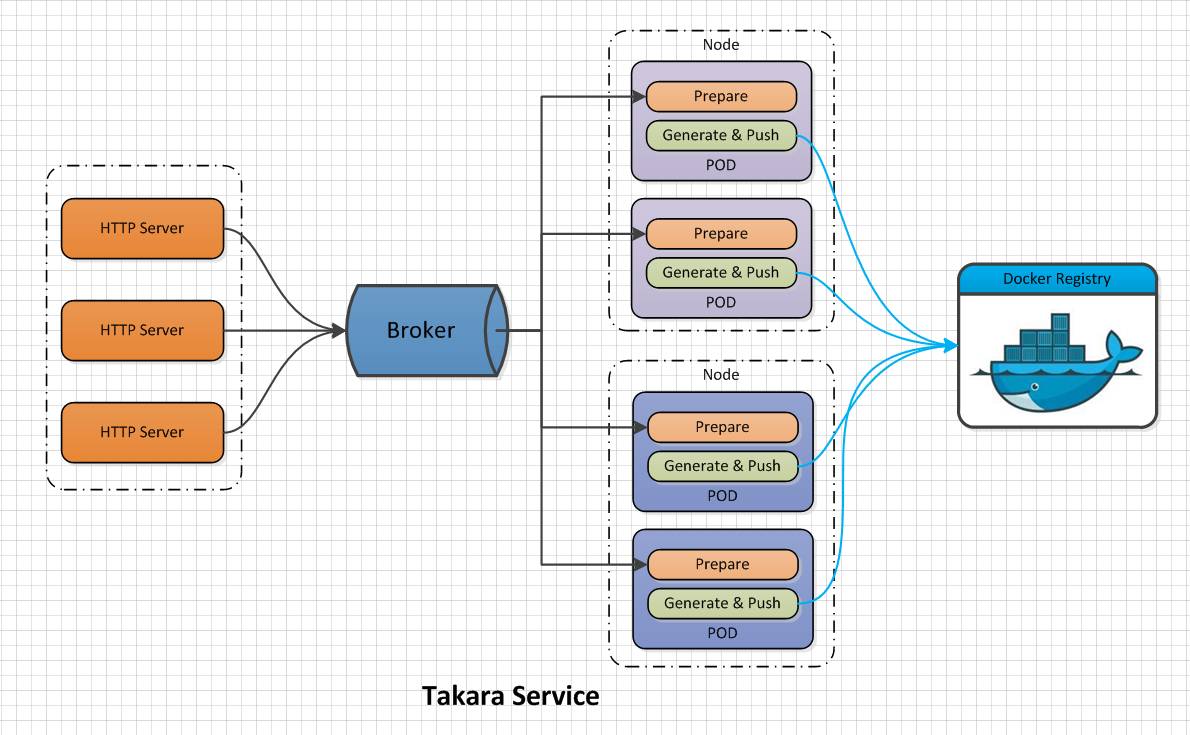 HTTP Server
HTTP Server
HTTP Server
Broker
Node
Prepare
Generate & Push
POD
Prepare
Generate & Push
POD
Node
Prepare
Generate & Push
POD
Prepare
Generate & Push
POD
Docker Registry
Takara Service